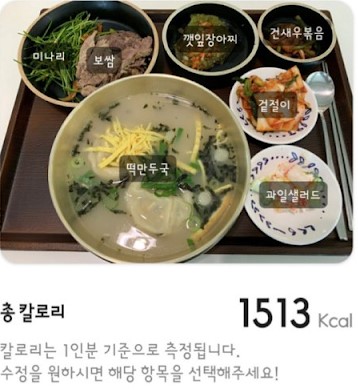 미나리
보쌈
깻잎장아찌
건새우볶음
겉절이
떡만두국
과일샐러드
총 칼로리
1513 Kcal
칼로리는 1인분 기준으로 측정됩니다.
수정을 원하시면 해당 항목을 선택해주세요!